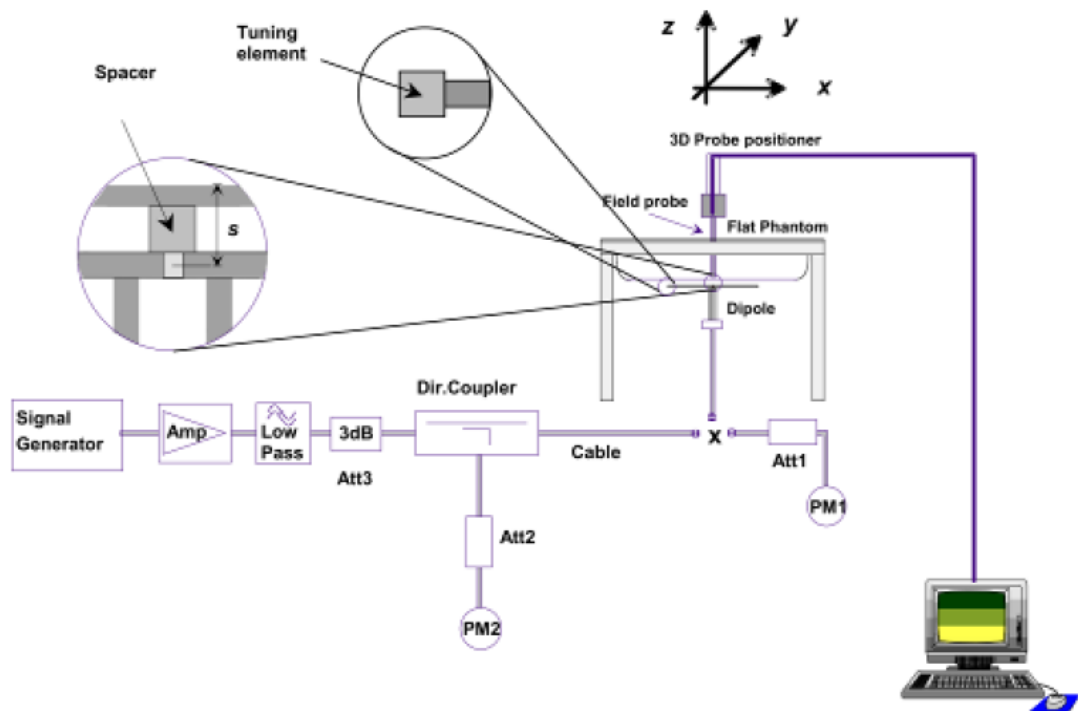 Tuning
element
Spacer
z
y
x
3D Probe positioner
Field probe
Flat Phantom
s
Dipole
Dir.Coupler
Signal
Generator
Amp
Low
Pass
3dB
Att3
Cable
x
Att1
PM1
Att2
PM2